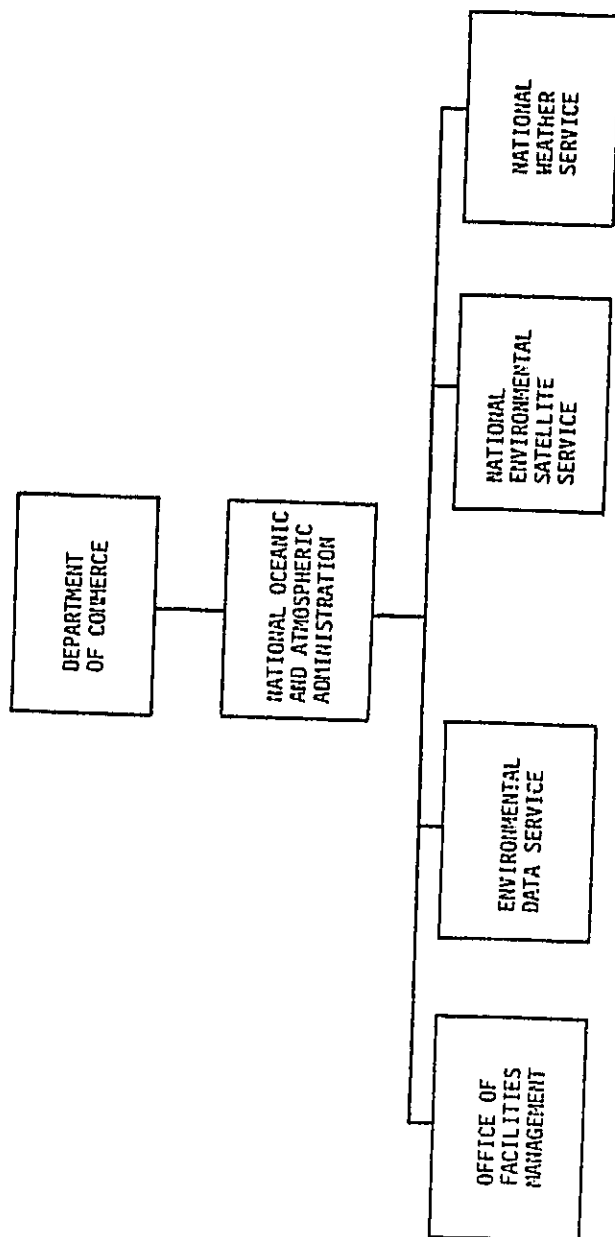 DEPARTMENT
OF COMMERCE
NATIONAL OCEANIC
AND ATMOSPHERIC
ADMINISTRATION
OFFICE OF
FACILITIES
MANAGEMENT
ENVIRONMENTAL
DATA SERVICE
NATIONAL
ENVIRONMENTAL
SATELLITE
SERVICE
NATIONAL
WEATHER
SERVICE